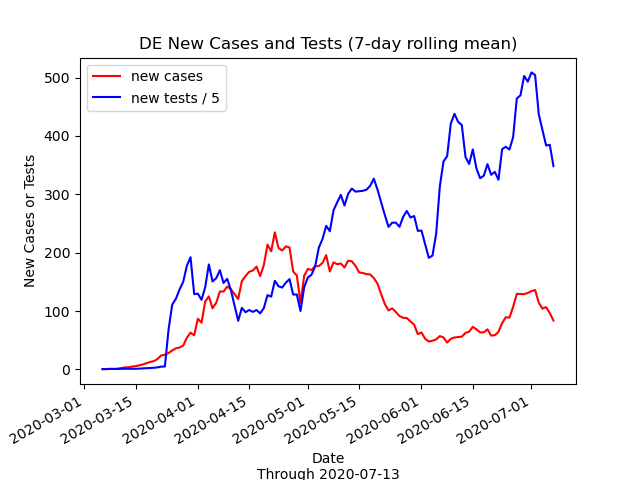 DE New Cases and Tests (7-day rolling mean)
new cases
new tests / 5
New Cases or Tests
500
400
300
200
100
0
2020-03-01
2020-03-15
2020-04-01
2020-04-15
2020-05-01
2020-05-15
2020-06-01
2020-06-15
2020-07-01
Date
Through 2020-07-13